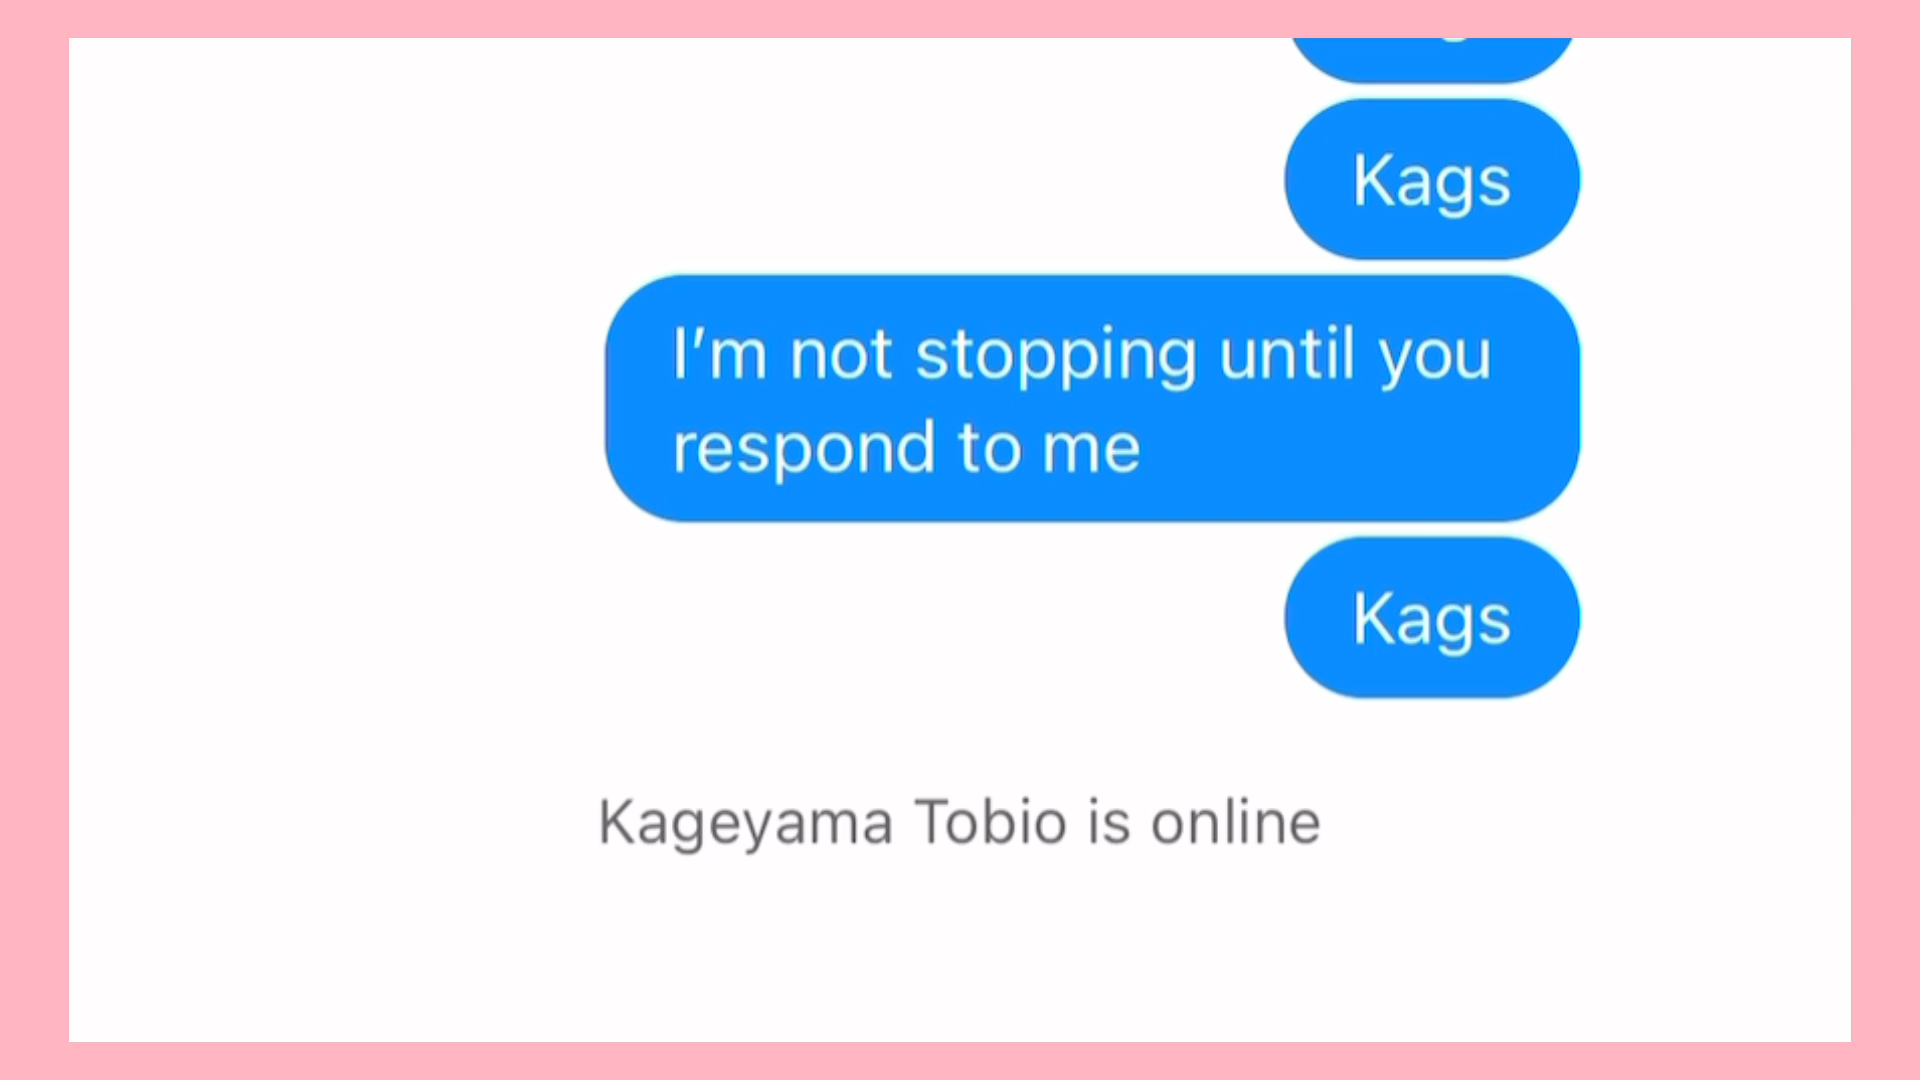 Kags
I’m not stopping until you
respond to me
Kags
Kageyama Tobio is online